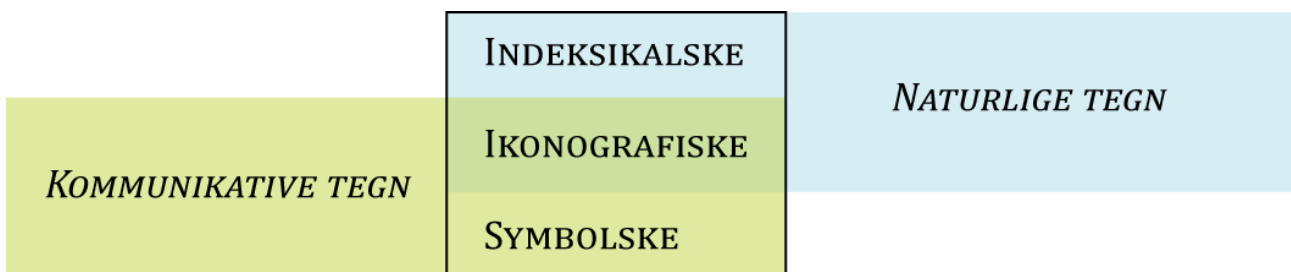 INDEKSIKALSKE
NATURLIGE TEGN
IKONOGRAFISKE
KOMMUNIKATIVE TEGN
SYMBOLSKE